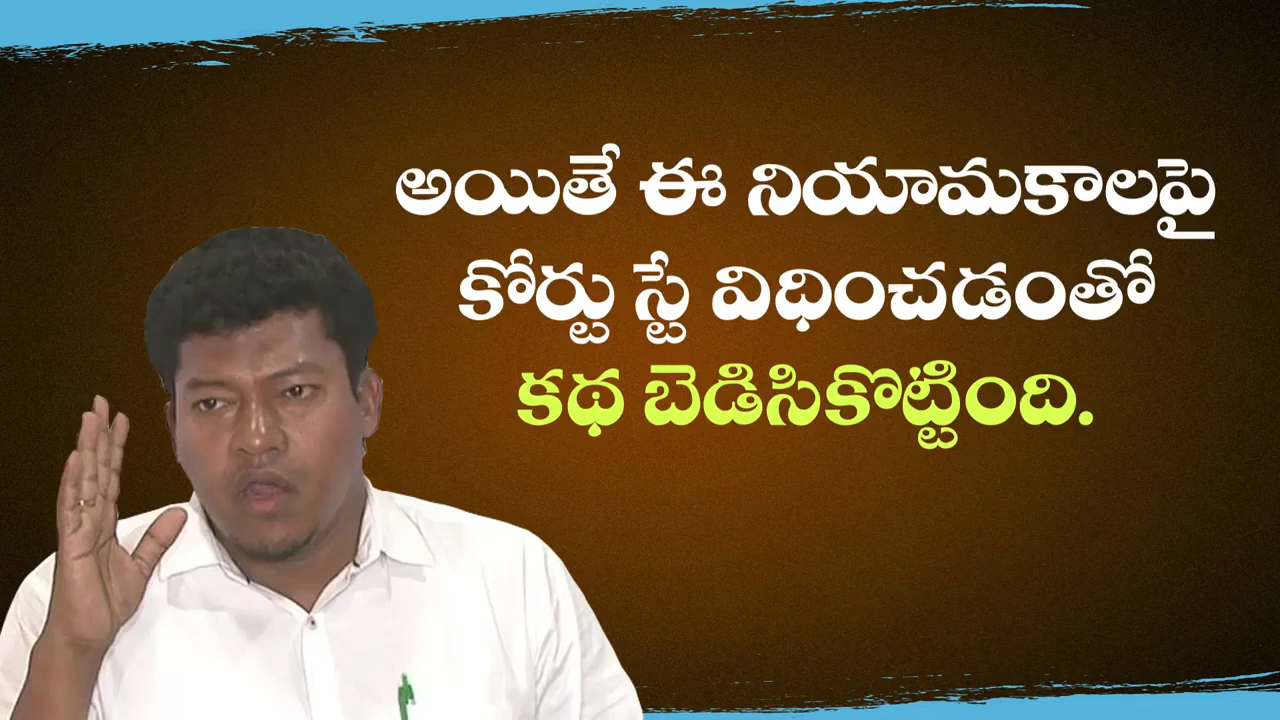 అయితే ఈ నియామకాలపై
కోర్టు స్టే విధించడంతో
కథ బెడిసికొట్టింది.